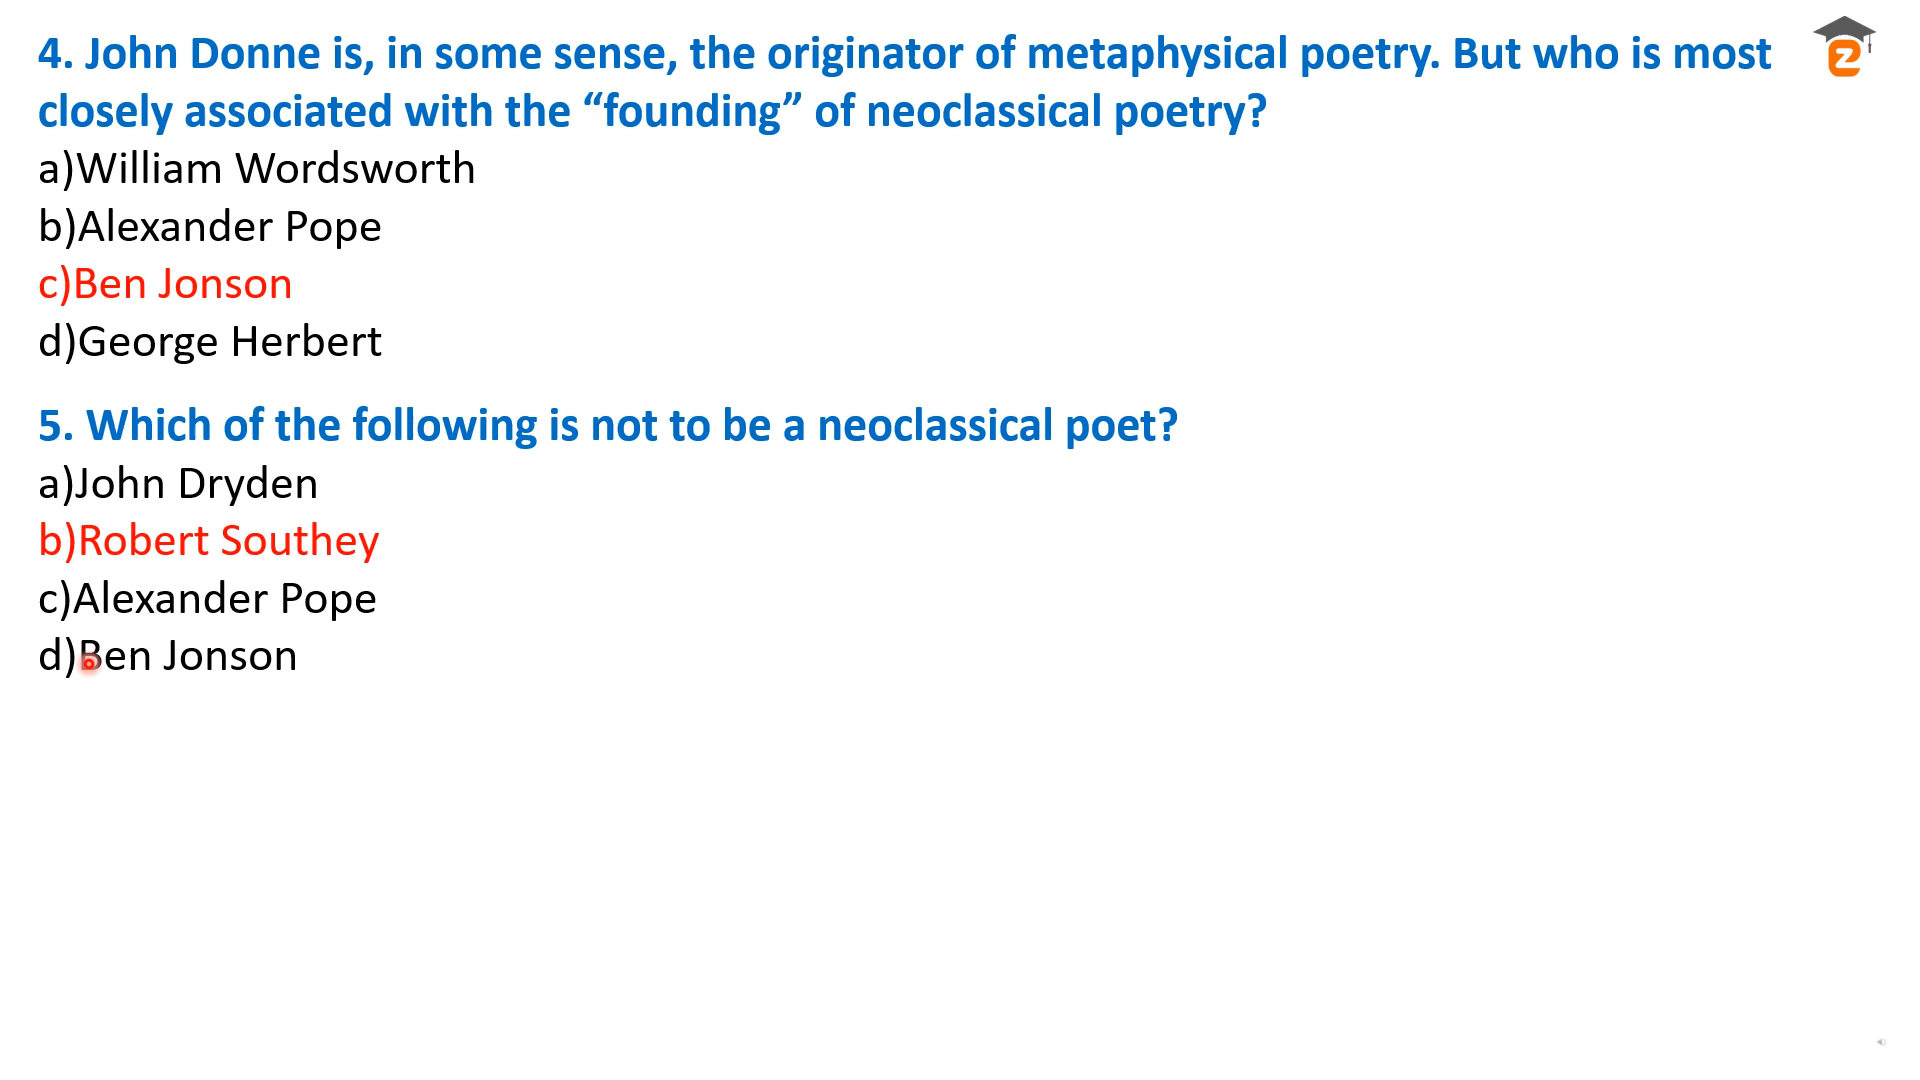 4. John Donne is, in some sense, the originator of metaphysical poetry. But who is most
closely associated with the “founding” of neoclassical poetry?
a)William Wordsworth
b)Alexander Pope
c)Ben Jonson
d)George Herbert
5. Which of the following is not to be a neoclassical poet?
a)John Dryden
b)Robert Southey
c)Alexander Pope
d)Ben Jonson